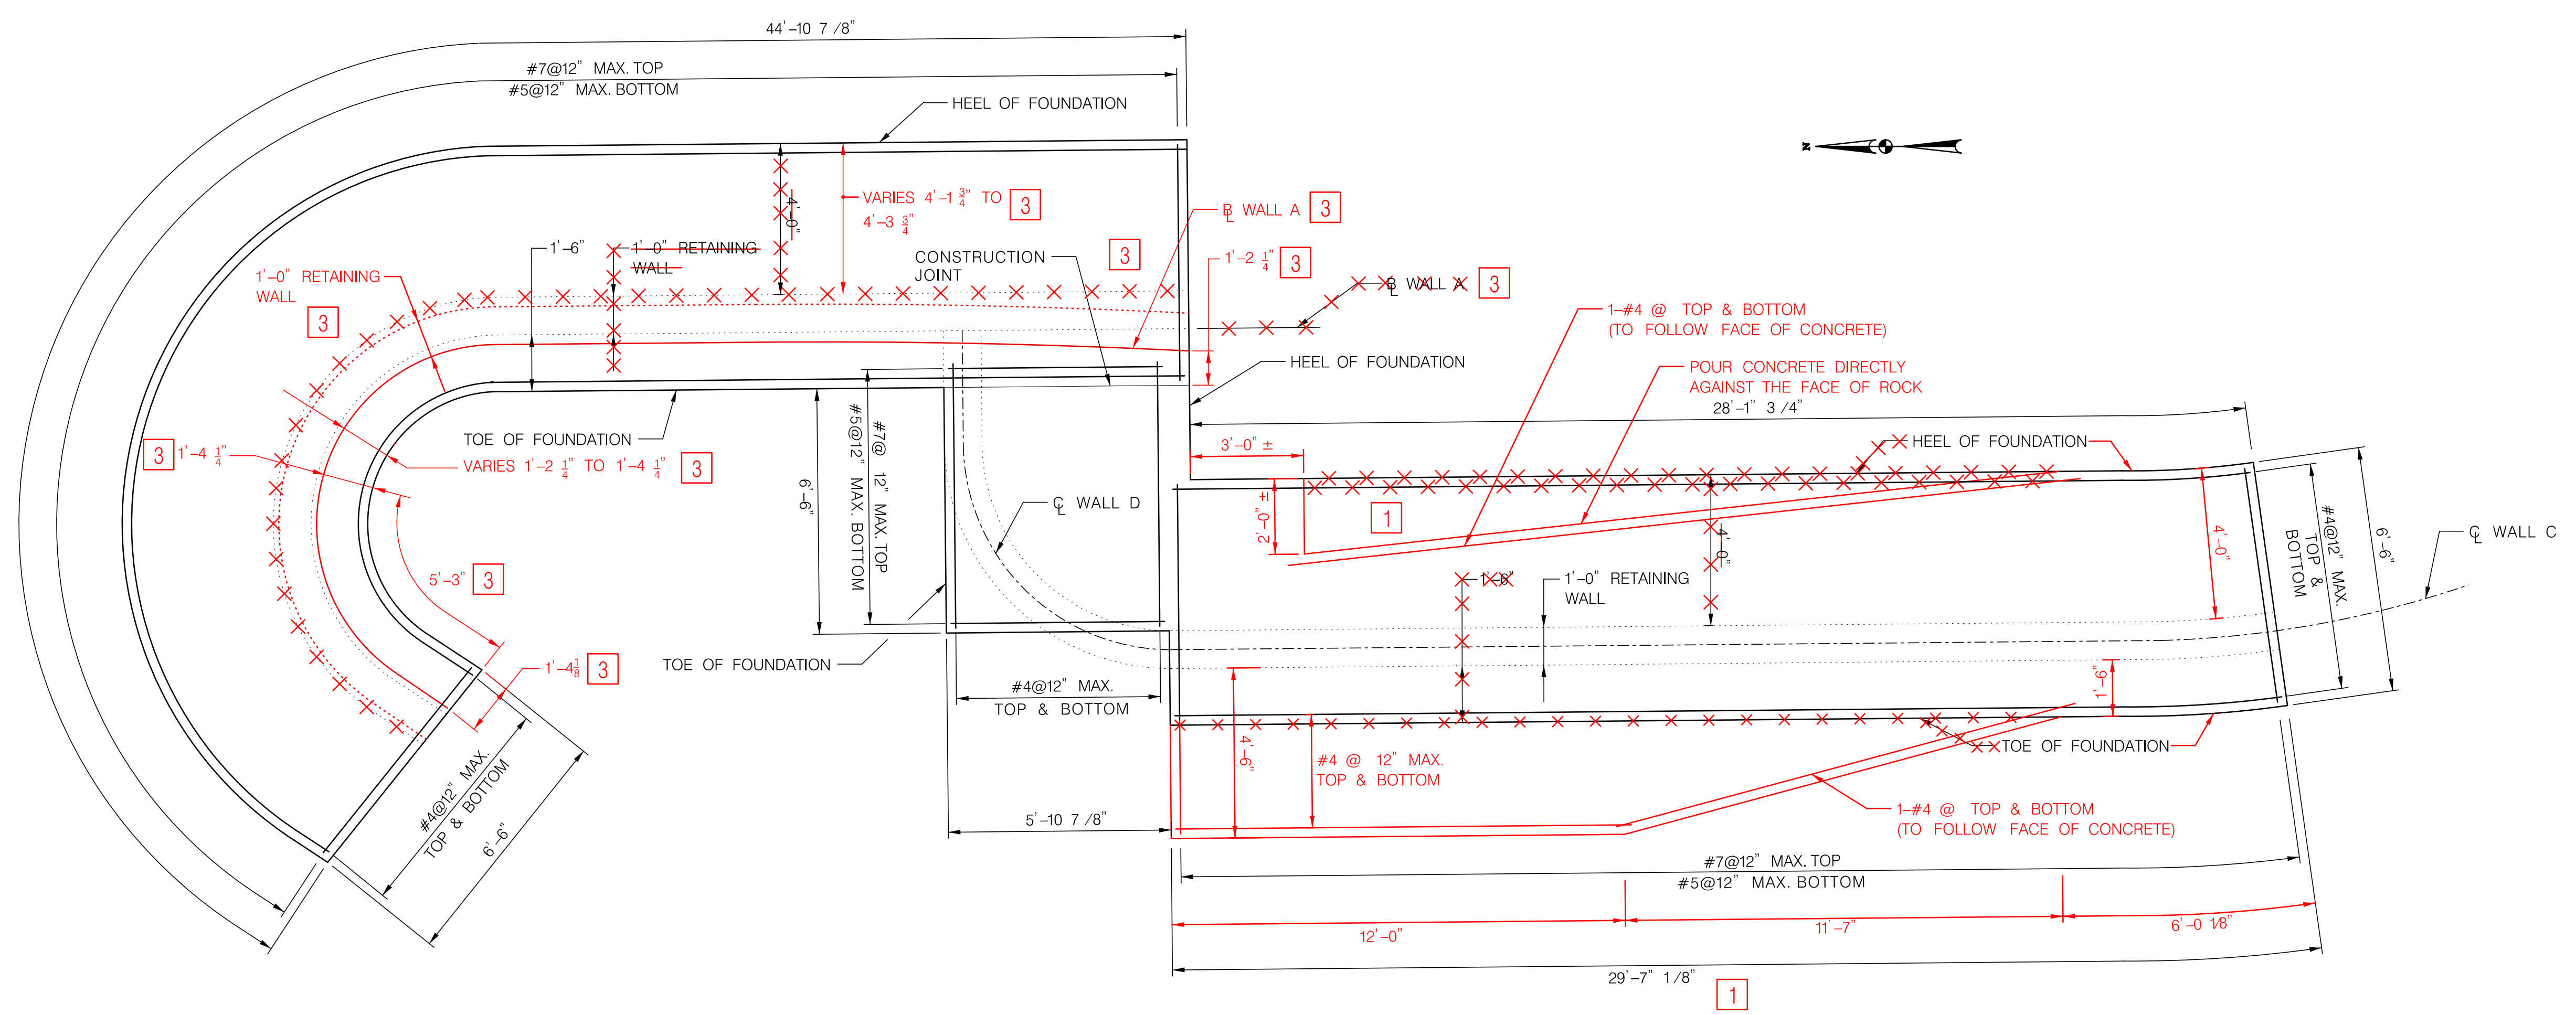 44'-10 7/8"
#7@12" MAX. TOP
#5@12" MAX. BOTTOM
HEEL OF FOUNDATION
N
VARIES 4'-1 3/4" TO
4'-3 3/4"
3
4'-0"
℄ WALL A
3
1'-6"
1'-0" RETAINING
WALL
CONSTRUCTION
JOINT
3
1'-2 1/4"
3
1'-0" RETAINING
WALL
3
℄ WALL A
3
1-#4 @ TOP & BOTTOM
(TO FOLLOW FACE OF CONCRETE)
HEEL OF FOUNDATION
POUR CONCRETE DIRECTLY
AGAINST THE FACE OF ROCK
28'-1" 3/4"
TOE OF FOUNDATION
3
1'-4 1/4"
VARIES 1'-2 1/4" TO 1'-4 1/4"
3
#7@ 12" MAX. TOP
#5@12" MAX. BOTTOM
6'-6"
3'-0" ±
HEEL OF FOUNDATION
℄ WALL D
2'-0" ±
1
4'-0"
4'-0"
#4@12" MAX.
TOP &
BOTTOM
6'-6"
℄ WALL C
5'-3"
3
1'-6"
1'-0" RETAINING
WALL
TOE OF FOUNDATION
1'-4 1/8
3
#4@12" MAX.
TOP & BOTTOM
1'-6"
TOE OF FOUNDATION
4'-6"
#4 @ 12" MAX.
TOP & BOTTOM
#4@12" MAX.
TOP & BOTTOM
6'-6"
5'-10 7/8"
1-#4 @ TOP & BOTTOM
(TO FOLLOW FACE OF CONCRETE)
#7@12" MAX. TOP
#5@12" MAX. BOTTOM
12'-0"
11'-7"
6'-0 1/8"
29'-7" 1/8"
1